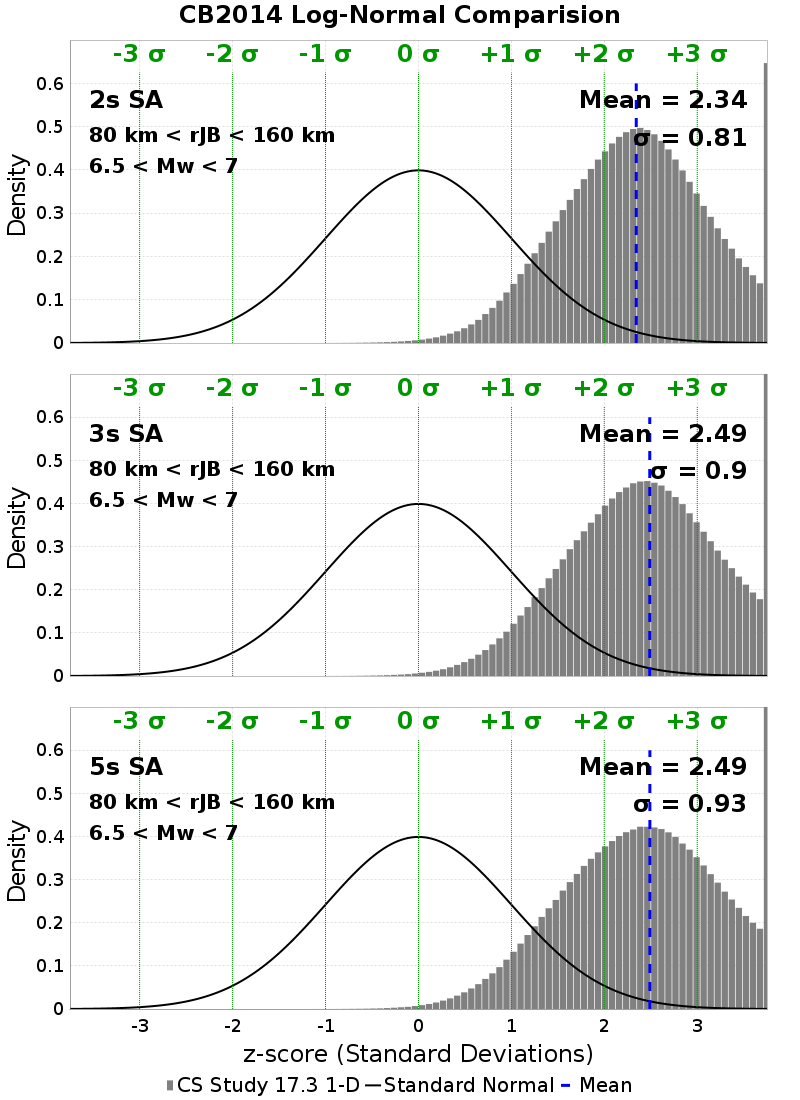 CB2014 Log-Normal Comparision
-3 σ -2 σ -1 σ 0 σ +1 σ +2 σ +3 σ
2s SA
80 km < rJB < 160 km
6.5 < Mw < 7
Mean = 2.34
σ = 0.81
0.6
0.5
0.4
0.3
0.2
0.1
0
Density
-3 σ -2 σ -1 σ 0 σ +1 σ +2 σ +3 σ
3s SA
80 km < rJB < 160 km
6.5 < Mw < 7
Mean = 2.49
σ = 0.9
0.6
0.5
0.4
0.3
0.2
0.1
0
Density
-3 σ -2 σ -1 σ 0 σ +1 σ +2 σ +3 σ
5s SA
80 km < rJB < 160 km
6.5 < Mw < 7
Mean = 2.49
σ = 0.93
0.6
0.5
0.4
0.3
0.2
0.1
0
Density
-3 -2 -1 0 1 2 3
z-score (Standard Deviations)
CS Study 17.3 1-D Standard Normal Mean